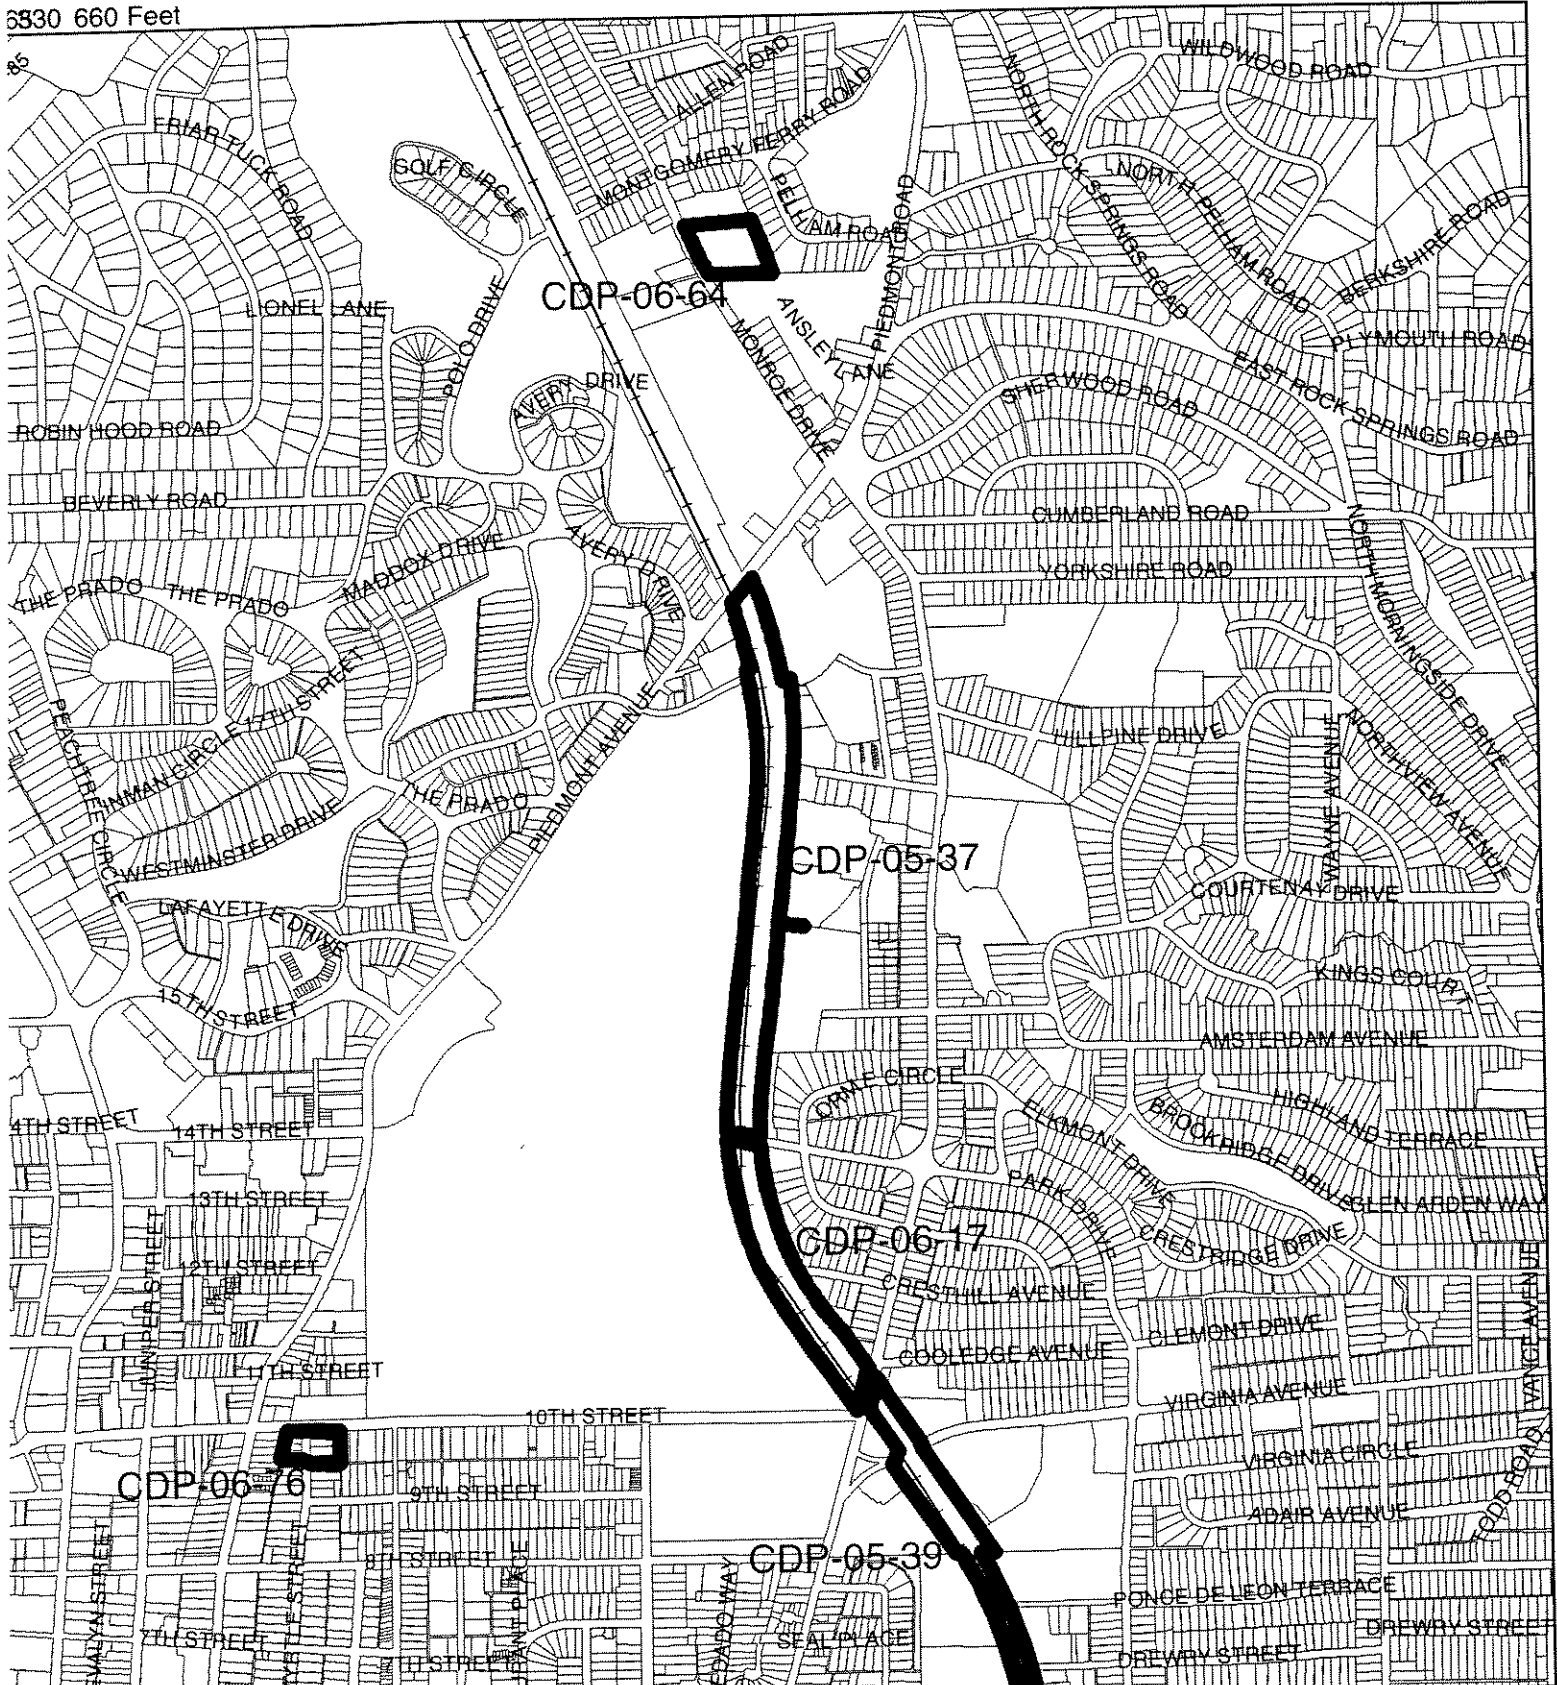 330 660 Feet
85
WILDWOOD ROAD
ALLEN ROAD
NORTH ROCK SPRINGS ROAD
FRIAR TUCK ROAD
MONTGOMERY FERRY ROAD
GOLF CIRCLE
NORTH PELHAM ROAD
PELHAM ROAD
PIEDMONT ROAD
BERKSHIRE ROAD
CDP-06-64
LIONEL LANE
POLO DRIVE
ANSLEY LANE
MONROE DRIVE
PLYMOUTH ROAD
EAST ROCK SPRINGS ROAD
AVERY DRIVE
SHERWOOD ROAD
ROBIN HOOD ROAD
BEVERLY ROAD
CUMBERLAND ROAD
NORTH MORNINGSIDE DRIVE
MADDOX DRIVE
AVERY DRIVE
YORKSHIRE ROAD
THE PRADO
THE PRADO
17TH STREET
INMAN CIRCLE
PEACHTREE CIRCLE
PIEDMONT AVENUE
HILLPINE DRIVE
WAYNE AVENUE
NORTHVIEW AVENUE
THE PRADO
WESTMINSTER DRIVE
CDP-05-37
COURTENAY DRIVE
LAFAYETTE DRIVE
KINGS COURT
15TH STREET
AMSTERDAM AVENUE
ORME CIRCLE
ELKMONT DRIVE
BROOKRIDGE DRIVE
HIGHLAND TERRACE
4TH STREET
14TH STREET
13TH STREET
PARK DRIVE
GLEN ARDEN WAY
CDP-06-17
CRESTRIDGE DRIVE
JUNIPER STREET
12TH STREET
CRESTHILL AVENUE
VANCE AVENUE
CLEMONT DRIVE
COOLEDGE AVENUE
11TH STREET
VIRGINIA AVENUE
10TH STREET
VIRGINIA CIRCLE
CDP-06-76
9TH STREET
ADAIR AVENUE
TODD ROAD
CDP-05-39
8TH STREET
PONCE DE LEON TERRACE
DREWRY STREET
SEAL PLACE
7TH STREET
7TH STREET
DREWRY STREET